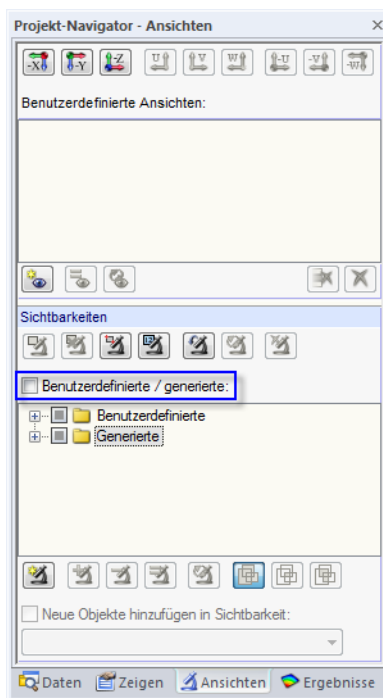 Projekt-Navigator - Ansichten
-X -Y -Z U V W -U -V -W
Benutzerdefinierte Ansichten:
Sichtbarkeiten
Benutzerdefinierte / generierte:
Benutzerdefinierte
Generierte
Neue Objekte hinzufügen in Sichtbarkeit:
Daten Zeigen Ansichten Ergebnisse